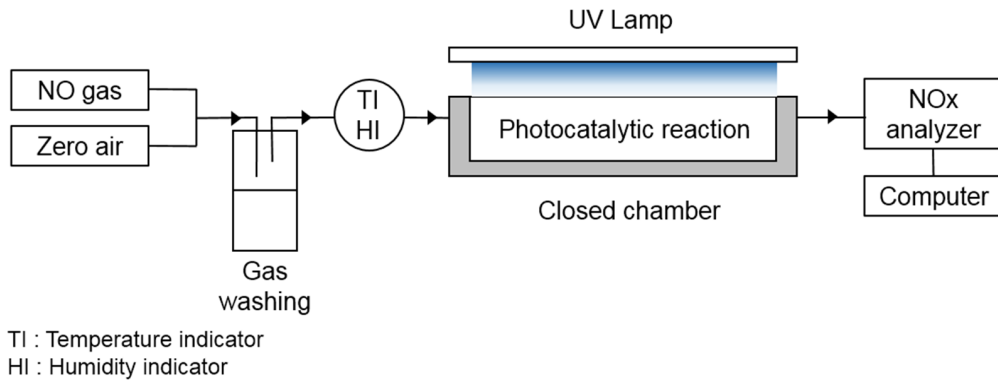 UV Lamp
NO gas
Zero air
TI
HI
Photocatalytic reaction
NOx
analyzer
Computer
Closed chamber
Gas
washing
TI : Temperature indicator
HI : Humidity indicator